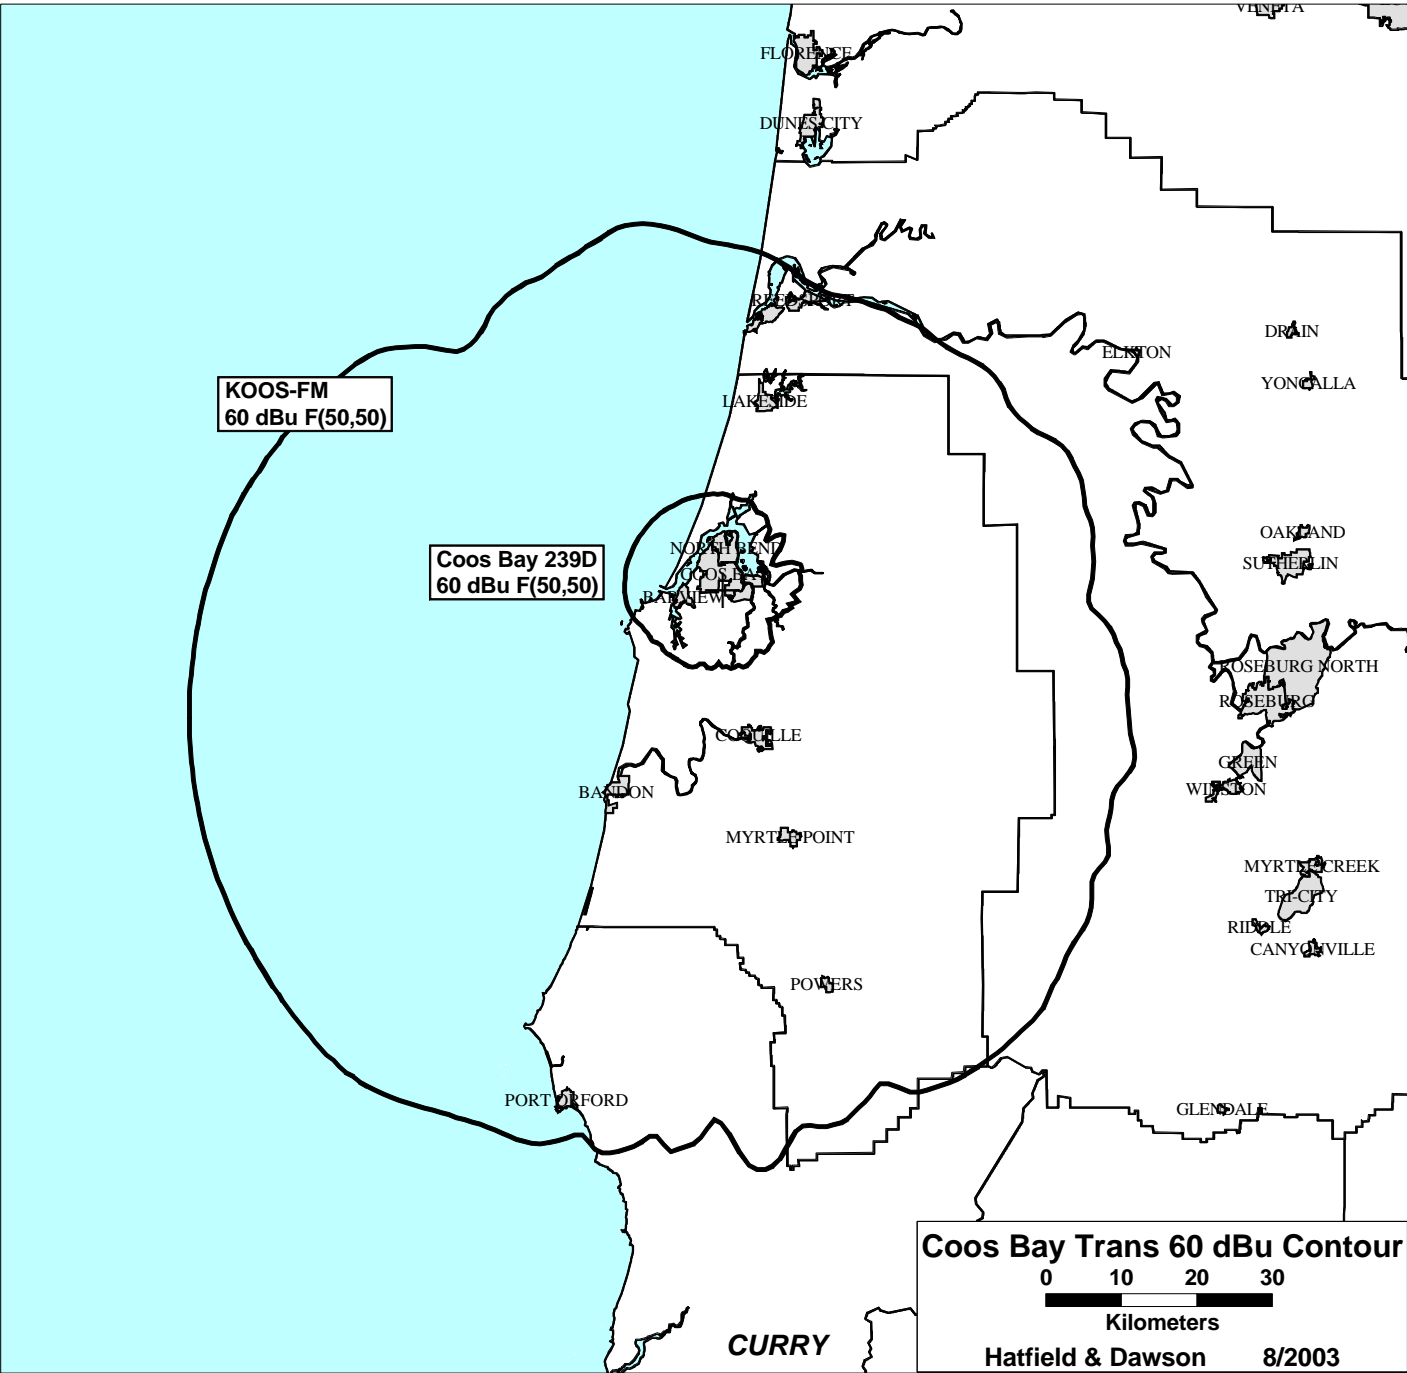 VENETA
FLORENCE
DUNES CITY
REEDSPORT
DRAIN
ELKTON
YONCALLA
KOOS-FM
60 dBu F(50,50)
LAKESIDE
OAKLAND
NORTH BEND
Coos Bay 239D
60 dBu F(50,50)
SUTHERLIN
COOS BAY
BARVIEW
ROSEBURG NORTH
ROSEBURG
COQUILLE
GREEN
BANDON
WINSTON
MYRTLE POINT
MYRTLE CREEK
TRI-CITY
RIDDLE
CANYONVILLE
POWERS
PORT ORFORD
GLENDALE
Coos Bay Trans 60 dBu Contour
0 10 20 30
Kilometers
CURRY
Hatfield & Dawson 8/2003